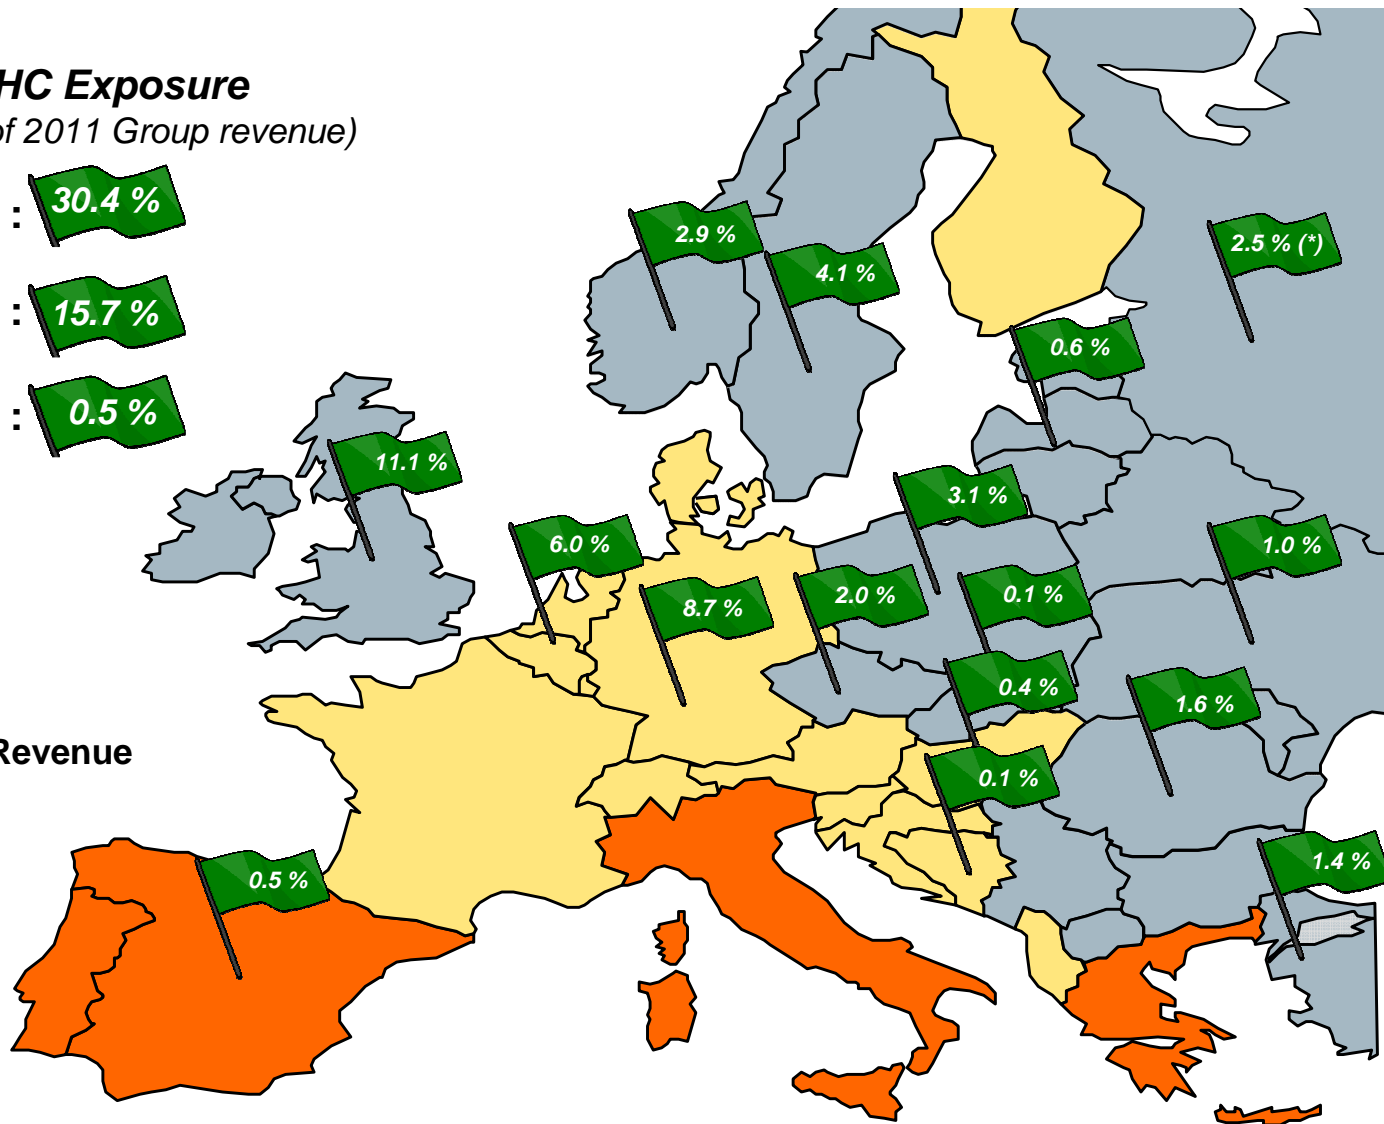 HC Exposure
of 2011 Group revenue)
: 30.4 %
: 15.7 %
: 0.5 %
2.9 %
4.1 %
2.5 % (*)
0.6 %
11.1 %
3.1 %
6.0 %
1.0 %
8.7 %
2.0 %
0.1 %
0.4 %
1.6 %
Revenue
0.1 %
0.5 %
1.4 %